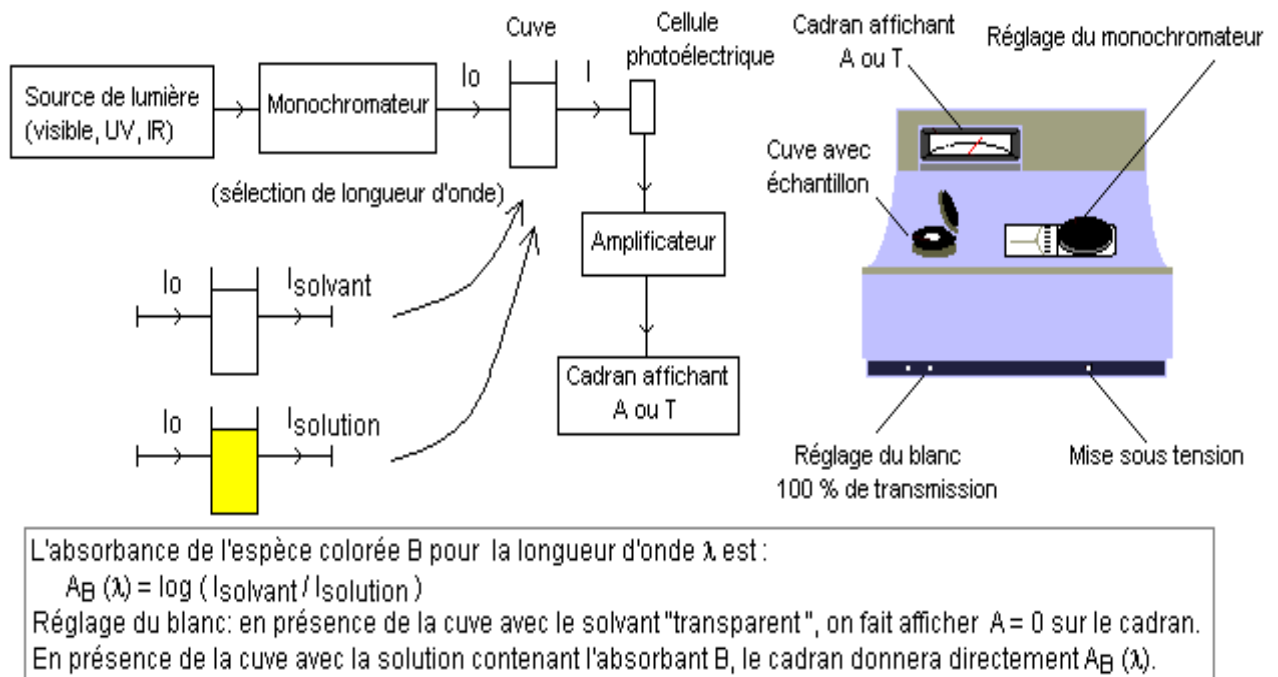 Cuve
Cellule
photoélectrique
Io
I
Source de lumière
(visible, UV, IR)
Monochromateur
(sélection de longueur d'onde)
Amplificateur
Cadran affichant
A ou T
Io
Isolvant
Io
Isolution
Cadran affichant
A ou T
Réglage du monochromateur
Cuve avec
échantillon
Réglage du blanc
100 % de transmission
Mise sous tension
L'absorbance de l'espèce colorée B pour la longueur d'onde λ est :
AB (λ) = log ( Isolvant / Isolution )
Réglage du blanc: en présence de la cuve avec le solvant "transparent", on fait afficher A = 0 sur le cadran.
En présence de la cuve avec la solution contenant l'absorbant B, le cadran donnera directement AB (λ).